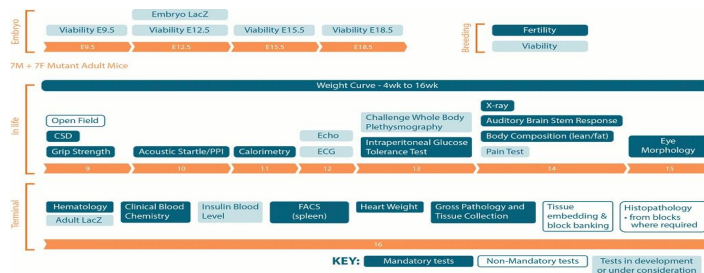 Embryo
Embryo LacZ
Viability E9.5
Viability E12.5
Viability E15.5
Viability E18.5
E9.5
E12.5
E15.5
E18.5
Breeding
Fertility
Viability
7M + 7F Mutant Adult Mice
In life
Weight Curve - 4wk to 16wk
Open Field
CSD
Grip Strength
Acoustic Startle/PPI
Calorimetry
Echo
ECG
Challenge Whole Body
Plethysmography
Intraperitoneal Glucose
Tolerance Test
X-ray
Auditory Brain Stem Response
Body Composition (lean/fat)
Pain Test
Eye
Morphology
9
10
11
12
13
14
15
Terminal
Hematology
Adult LacZ
Clinical Blood
Chemistry
Insulin Blood
Level
FACS
(spleen)
Heart Weight
Gross Pathology and
Tissue Collection
Tissue
embedding &
block banking
Histopathology
• from blocks
where required
16
KEY:
Mandatory tests
Non-Mandatory tests
Tests in development
or under consideration